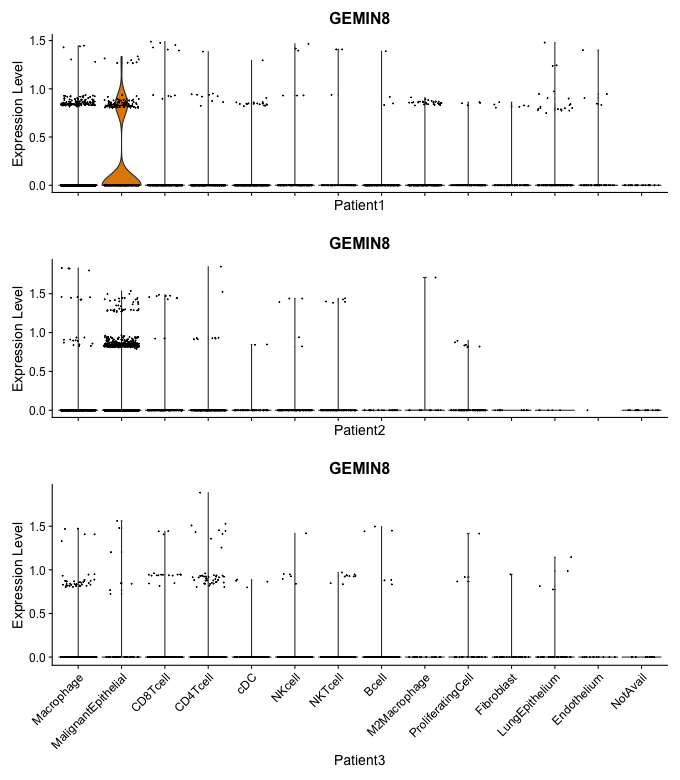 GEMIN8
Expression Level
1.5
1.0
0.5
0.0
Patient1
GEMIN8
Expression Level
1.5
1.0
0.5
0.0
Patient2
GEMIN8
Expression Level
1.5
1.0
0.5
0.0
Macrophage
MalignantEpithelial
CD8Tcell
CD4Tcell
cDC
NKcell
NKTcell
Bcell
M2Macrophage
ProliferatingCell
Fibroblast
LungEpithelium
Endothelium
NotAvail
Patient3